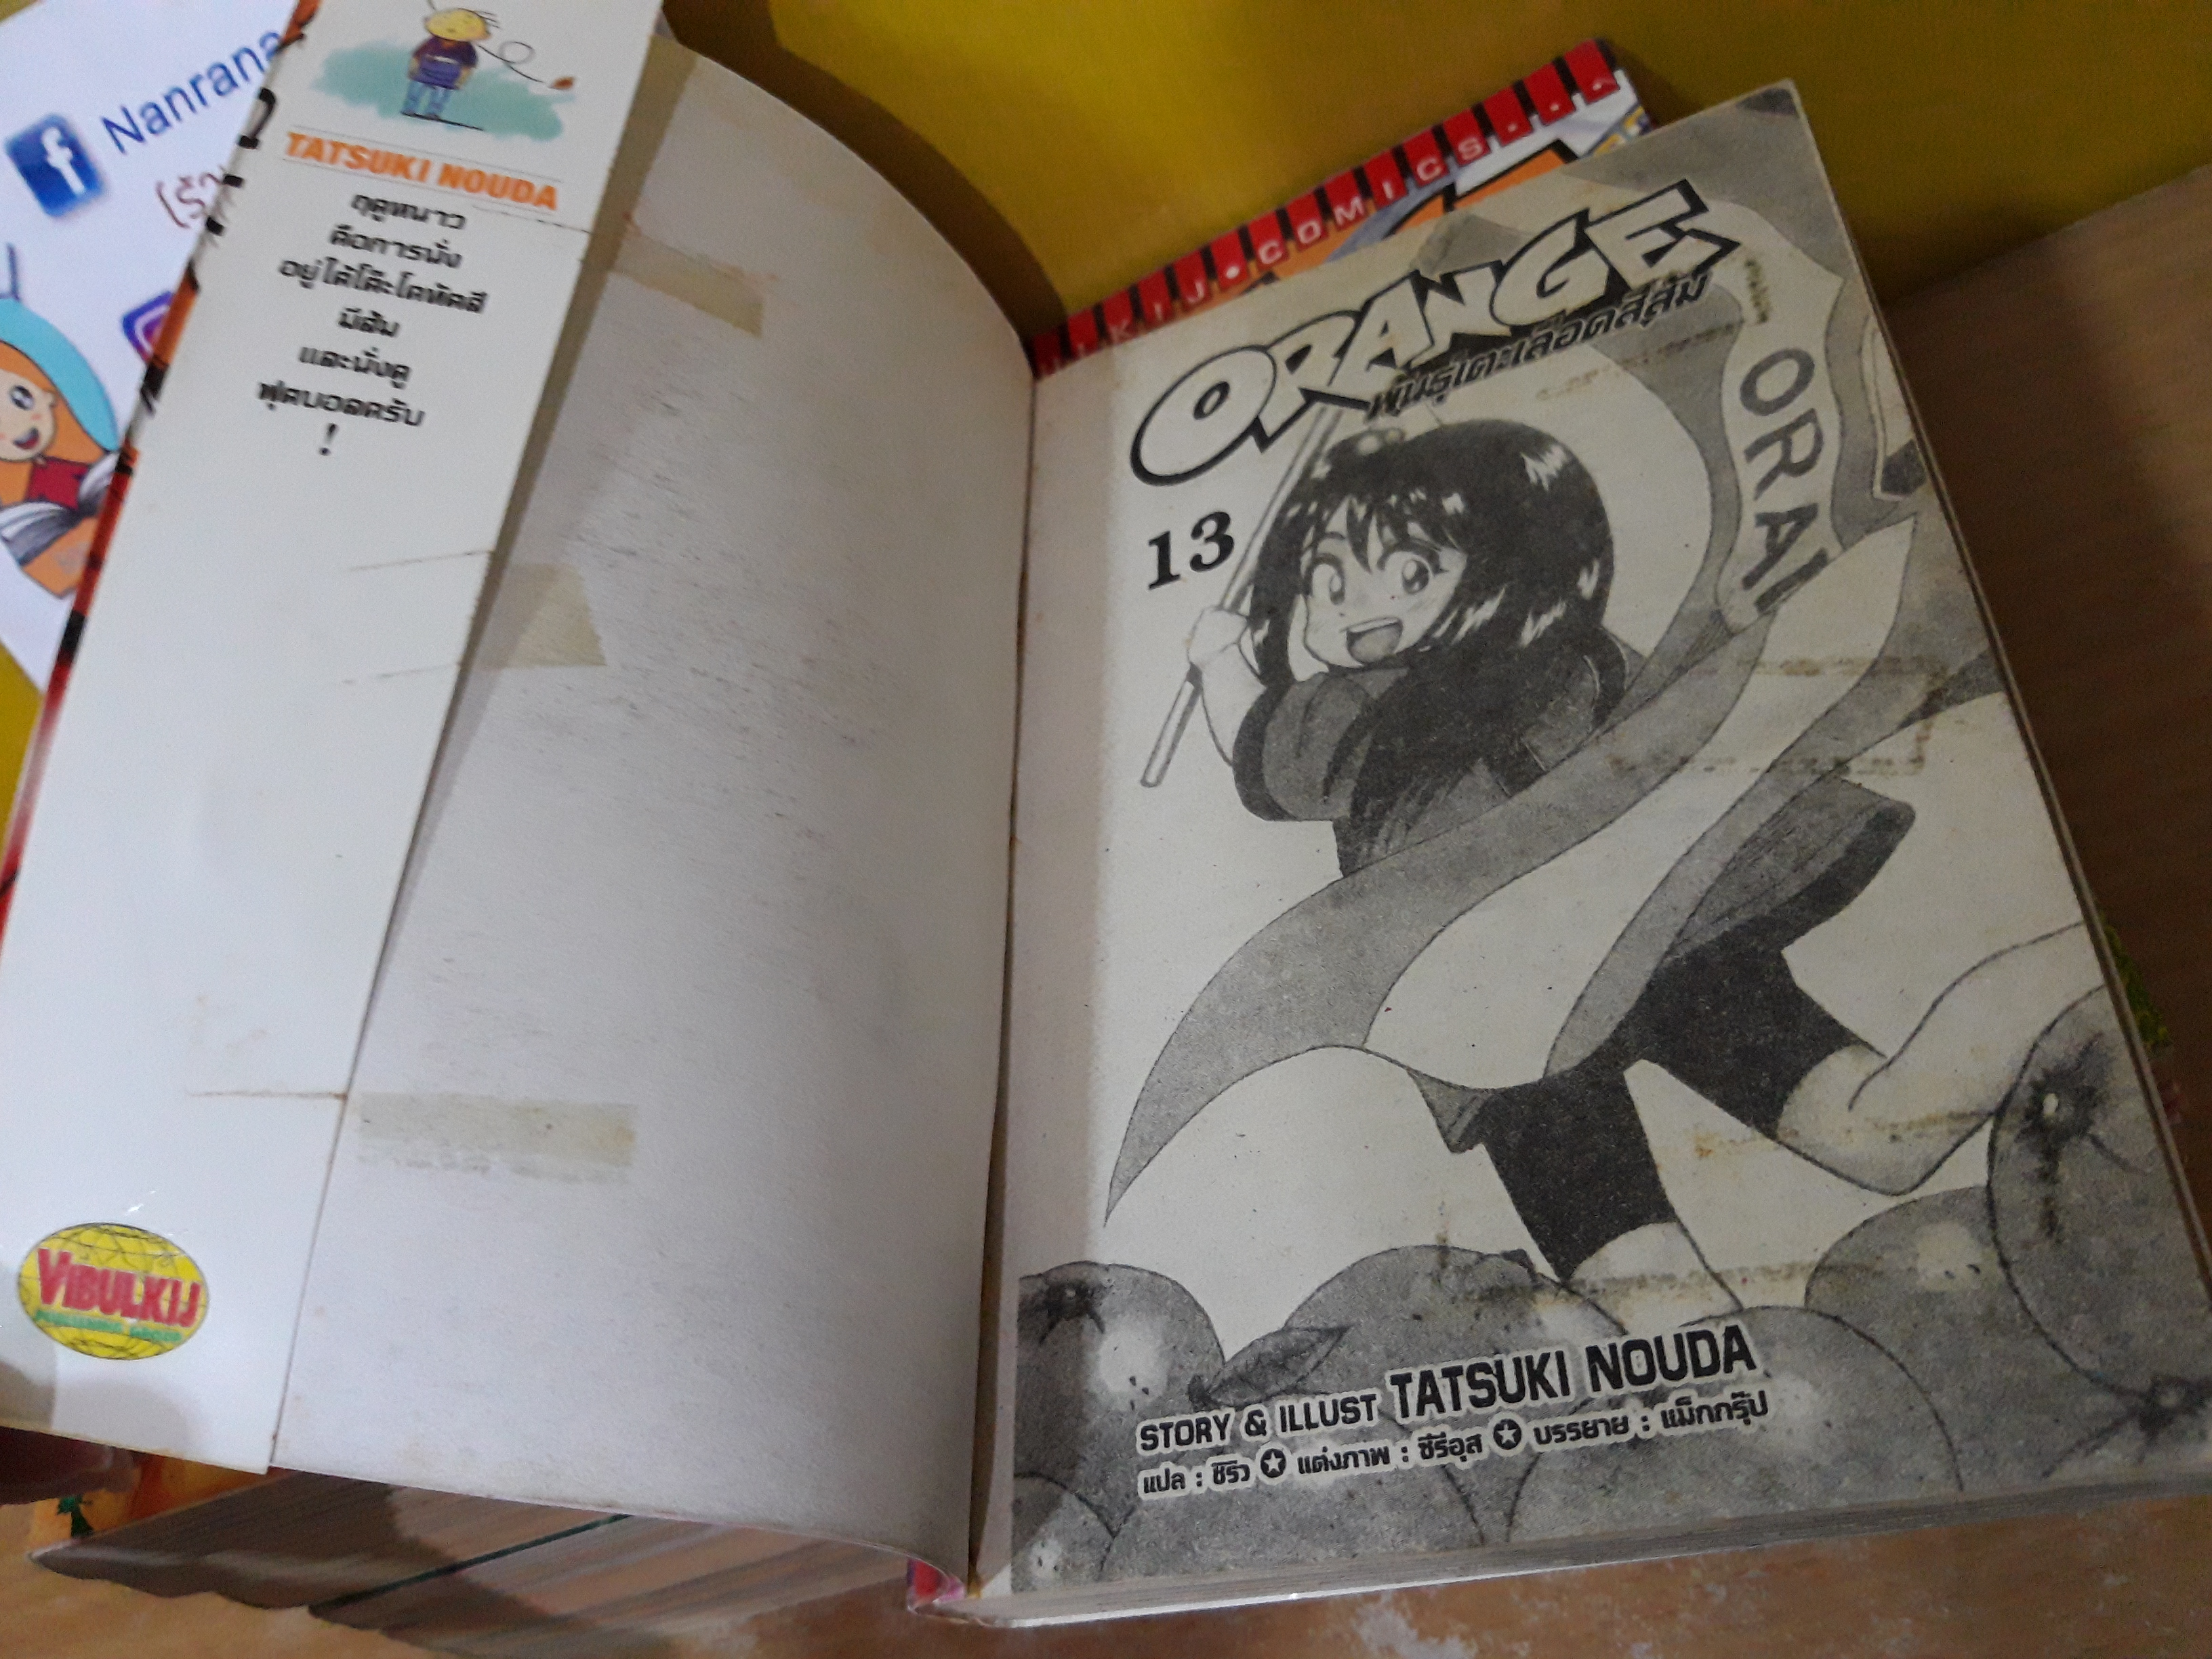 Nanrana
TATSUKI NOUDA
ฤดูหนาว
คือการนั่ง
อยู่ใต้โต๊ะโคทัตสึ
มีส้ม
และนั่งดู
ฟุตบอลครับ
!
VIBULKIJ
PUBLISHING GROUP
KIJ•COMICS
ORANGE
พันธุ์เตะเลือดสีส้ม
13
ORA
STORY & ILLUST TATSUKI NOUDA
แปล : ชิริว ✪ แต่งภาพ : ซีรีอุส ✪ บรรยาย : แม็กกรุ๊ป